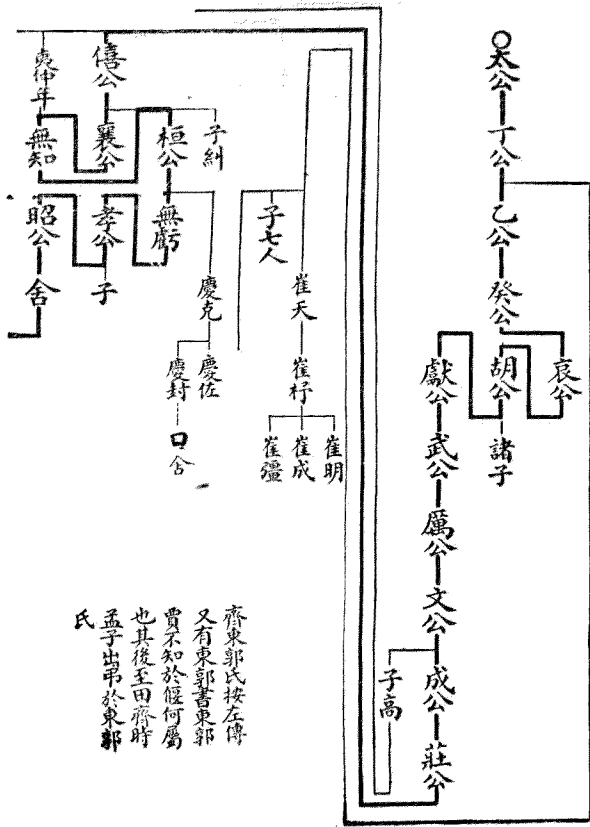 ○太公
丁公
乙公
癸公
哀公
胡公
諸子
獻公
武公
厲公
文公
成公
莊公
子高
崔天
崔杼
崔明
崔成
崔彊
子七人
僖公
夷仲年
子糾
桓公
襄公
無知
無虧
孝公
子
昭公
舍
慶克
慶佐
慶封
口舍
齊東郭氏按左傳
又有東郭書東郭
賈不知於偃何屬
也其後至田齊時
孟子出弔於東郭
氏